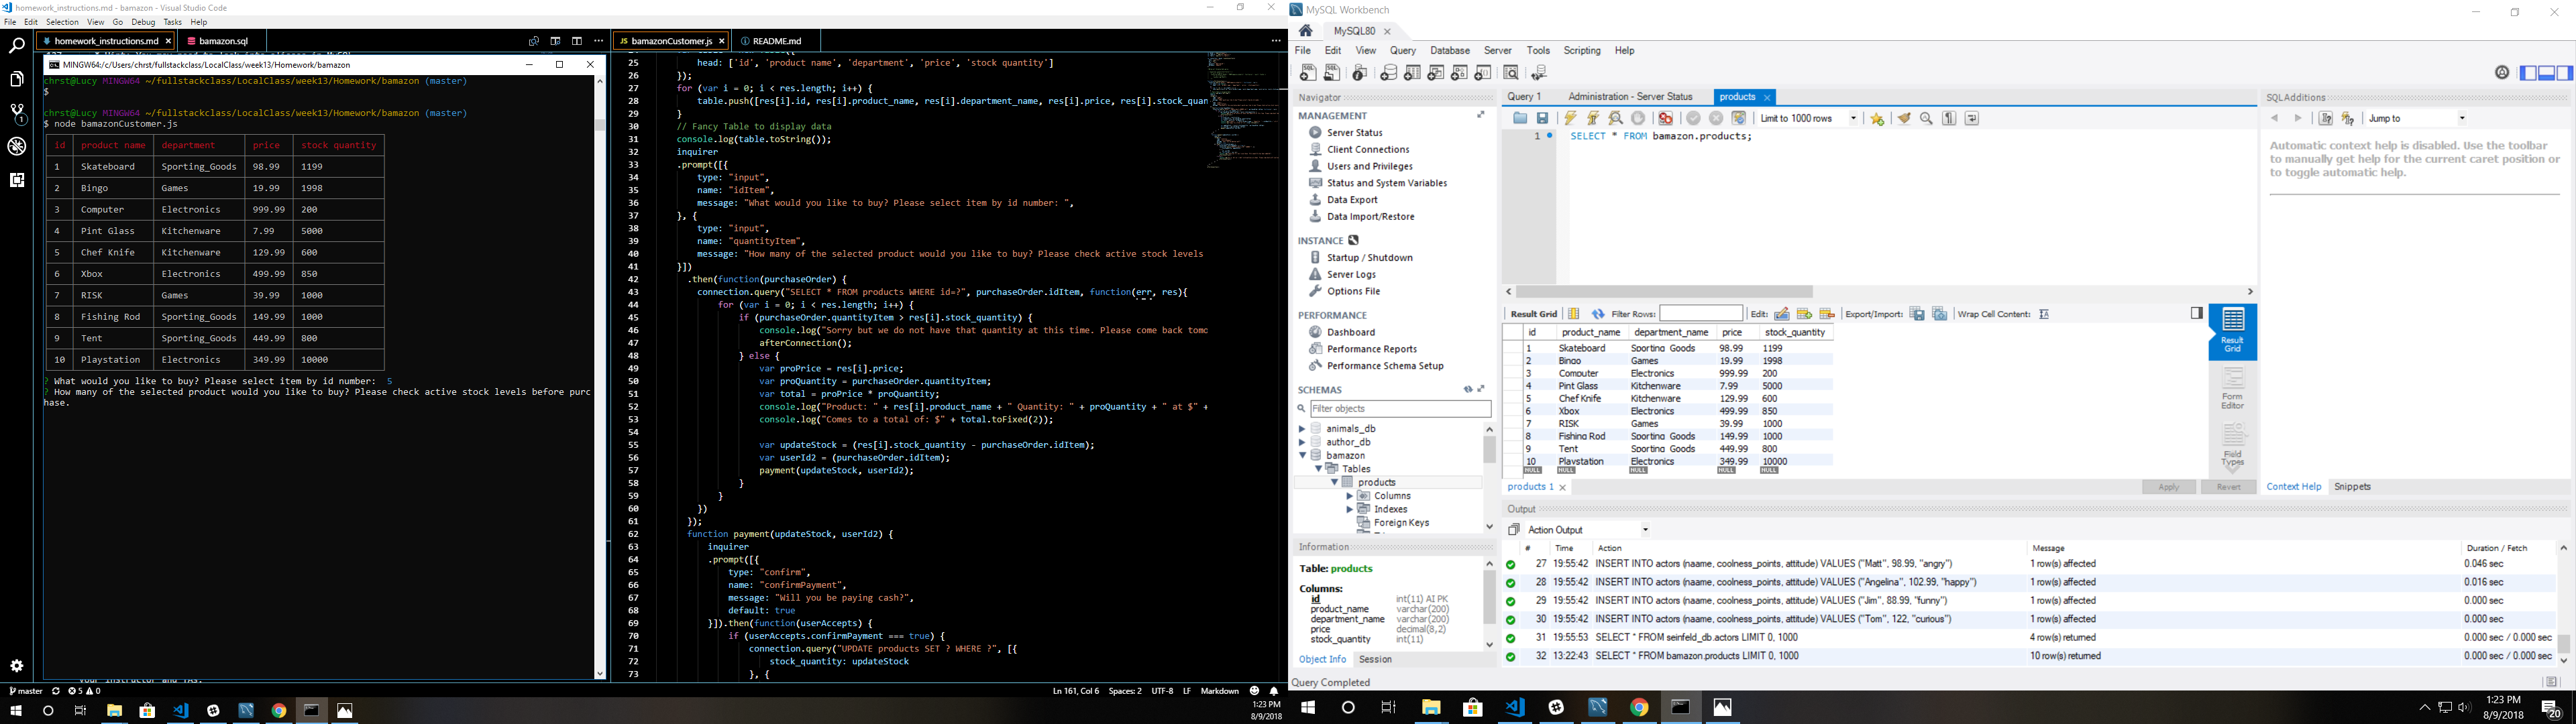 homework_instructions.md - bamazon - Visual Studio Code
File Edit Selection View Go Debug Tasks Help
homework_instructions.md
bamazon.sql
MINGW64:/c/Users/chrst/fullstackclass/LocalClass/week13/Homework/bamazon
chrst@Lucy MINGW64 ~/fullstackclass/LocalClass/week13/Homework/bamazon (master)
$
chrst@Lucy MINGW64 ~/fullstackclass/LocalClass/week13/Homework/bamazon (master)
$ node bamazonCustomer.js
id product name department price stock quantity
1 Skateboard Sporting_Goods 98.99 1199
2 Bingo Games 19.99 1998
3 Computer Electronics 999.99 200
4 Pint Glass Kitchenware 7.99 5000
5 Chef Knife Kitchenware 129.99 600
6 Xbox Electronics 499.99 850
7 RISK Games 39.99 1000
8 Fishing Rod Sporting_Goods 149.99 1000
9 Tent Sporting_Goods 449.99 800
10 Playstation Electronics 349.99 10000
? What would you like to buy? Please select item by id number: 5
? How many of the selected product would you like to buy? Please check active stock levels before purc
hase.
master 5 0
Ln 161, Col 6 Spaces: 2 UTF-8 LF Markdown
1:23 PM
8/9/2018
JS bamazonCustomer.js
README.md
25 head: ['id', 'product name', 'department', 'price', 'stock quantity']
26 });
27 for (var i = 0; i < res.length; i++) {
28 table.push([res[i].id, res[i].product_name, res[i].department_name, res[i].price, res[i].stock_quan
29 }
30 // Fancy Table to display data
31 console.log(table.toString());
32 inquirer
33 .prompt([{
34 type: "input",
35 name: "idItem",
36 message: "What would you like to buy? Please select item by id number: ",
37 }, {
38 type: "input",
39 name: "quantityItem",
40 message: "How many of the selected product would you like to buy? Please check active stock levels
41 }])
42 .then(function(purchaseOrder) {
43 connection.query("SELECT * FROM products WHERE id=?", purchaseOrder.idItem, function(err, res){
44 for (var i = 0; i < res.length; i++) {
45 if (purchaseOrder.quantityItem > res[i].stock_quantity) {
46 console.log("Sorry but we do not have that quantity at this time. Please come back tomo
47 afterConnection();
48 } else {
49 var proPrice = res[i].price;
50 var proQuantity = purchaseOrder.quantityItem;
51 var total = proPrice * proQuantity;
52 console.log("Product: " + res[i].product_name + " Quantity: " + proQuantity + " at $" +
53 console.log("Comes to a total of: $" + total.toFixed(2));
54
55 var updateStock = (res[i].stock_quantity - purchaseOrder.idItem);
56 var userId2 = (purchaseOrder.idItem);
57 payment(updateStock, userId2);
58 }
59 }
60 })
61 });
62 function payment(updateStock, userId2) {
63 inquirer
64 .prompt([{
65 type: "confirm",
66 name: "confirmPayment",
67 message: "Will you be paying cash?",
68 default: true
69 }]).then(function(userAccepts) {
70 if (userAccepts.confirmPayment === true) {
71 connection.query("UPDATE products SET ? WHERE ?", [{
72 stock_quantity: updateStock
73 }, {
MySQL Workbench
MySQL80
File Edit View Query Database Server Tools Scripting Help
Navigator
MANAGEMENT
Server Status
Client Connections
Users and Privileges
Status and System Variables
Data Export
Data Import/Restore
INSTANCE
Startup / Shutdown
Server Logs
Options File
PERFORMANCE
Dashboard
Performance Reports
Performance Schema Setup
SCHEMAS
Filter objects
animals_db
author_db
bamazon
Tables
products
Columns
Indexes
Foreign Keys
Information
Table: products
Columns:
id int(11) AI PK
product_name varchar(200)
department_name varchar(200)
price decimal(8,2)
stock_quantity int(11)
Object Info Session
Query Completed
Query 1 Administration - Server Status products
Limit to 1000 rows
1 SELECT * FROM bamazon.products;
Result Grid Filter Rows: Edit: Export/Import: Wrap Cell Content:
id product_name department_name price stock_quantity
1 Skateboard Sporting_Goods 98.99 1199
2 Bingo Games 19.99 1998
3 Computer Electronics 999.99 200
4 Pint Glass Kitchenware 7.99 5000
5 Chef Knife Kitchenware 129.99 600
6 Xbox Electronics 499.99 850
7 RISK Games 39.99 1000
8 Fishing Rod Sporting_Goods 149.99 1000
9 Tent Sporting_Goods 449.99 800
10 Playstation Electronics 349.99 10000
NULL NULL NULL NULL NULL
Result Grid
Form Editor
Field Types
products 1 Apply Revert
SQLAdditions
Jump to
Automatic context help is disabled. Use the toolbar
to manually get help for the current caret position or
to toggle automatic help.
Context Help Snippets
Output
Action Output
# Time Action Message Duration / Fetch
27 19:55:42 INSERT INTO actors (naame, coolness_points, attitude) VALUES ("Matt", 98.99, "angry") 1 row(s) affected 0.046 sec
28 19:55:42 INSERT INTO actors (naame, coolness_points, attitude) VALUES ("Angelina", 102.99, "happy") 1 row(s) affected 0.016 sec
29 19:55:42 INSERT INTO actors (naame, coolness_points, attitude) VALUES ("Jim", 88.99, "funny") 1 row(s) affected 0.000 sec
30 19:55:42 INSERT INTO actors (naame, coolness_points, attitude) VALUES ("Tom", 122, "curious") 1 row(s) affected 0.000 sec
31 19:55:53 SELECT * FROM seinfeld_db.actors LIMIT 0, 1000 4 row(s) returned 0.000 sec / 0.000 sec
32 13:22:43 SELECT * FROM bamazon.products LIMIT 0, 1000 10 row(s) returned 0.000 sec / 0.000 sec
1:23 PM
8/9/2018
20